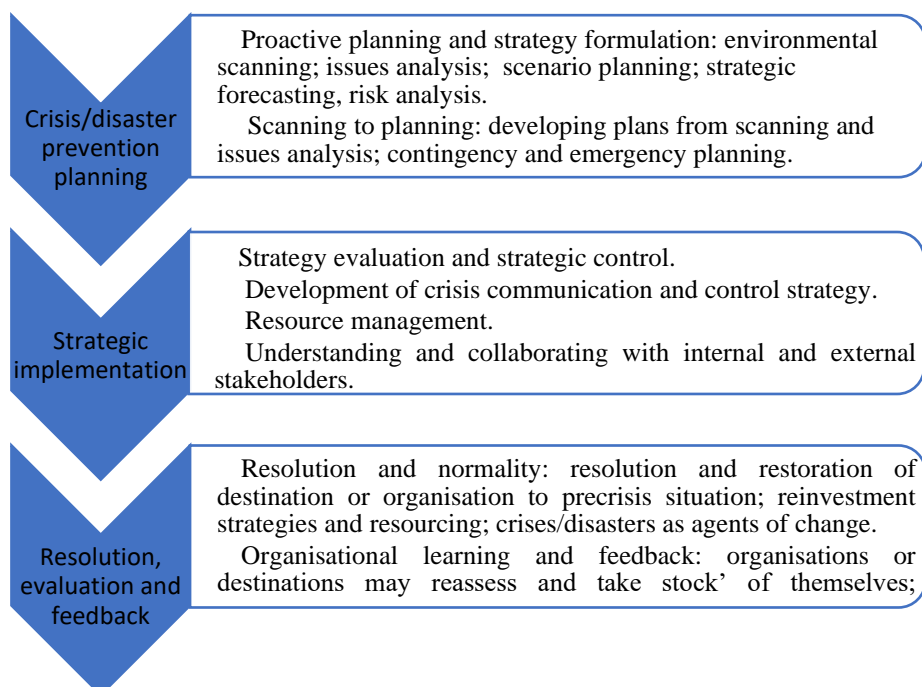 Crisis/disaster
prevention
planning
Proactive planning and strategy formulation: environmental
scanning; issues analysis; scenario planning; strategic
forecasting, risk analysis.
Scanning to planning: developing plans from scanning and
issues analysis; contingency and emergency planning.
Strategic
implementation
Strategy evaluation and strategic control.
Development of crisis communication and control strategy.
Resource management.
Understanding and collaborating with internal and external
stakeholders.
Resolution,
evaluation and
feedback
Resolution and normality: resolution and restoration of
destination or organisation to precrisis situation; reinvestment
strategies and resourcing; crises/disasters as agents of change.
Organisational learning and feedback: organisations or
destinations may reassess and take stock’ of themselves;